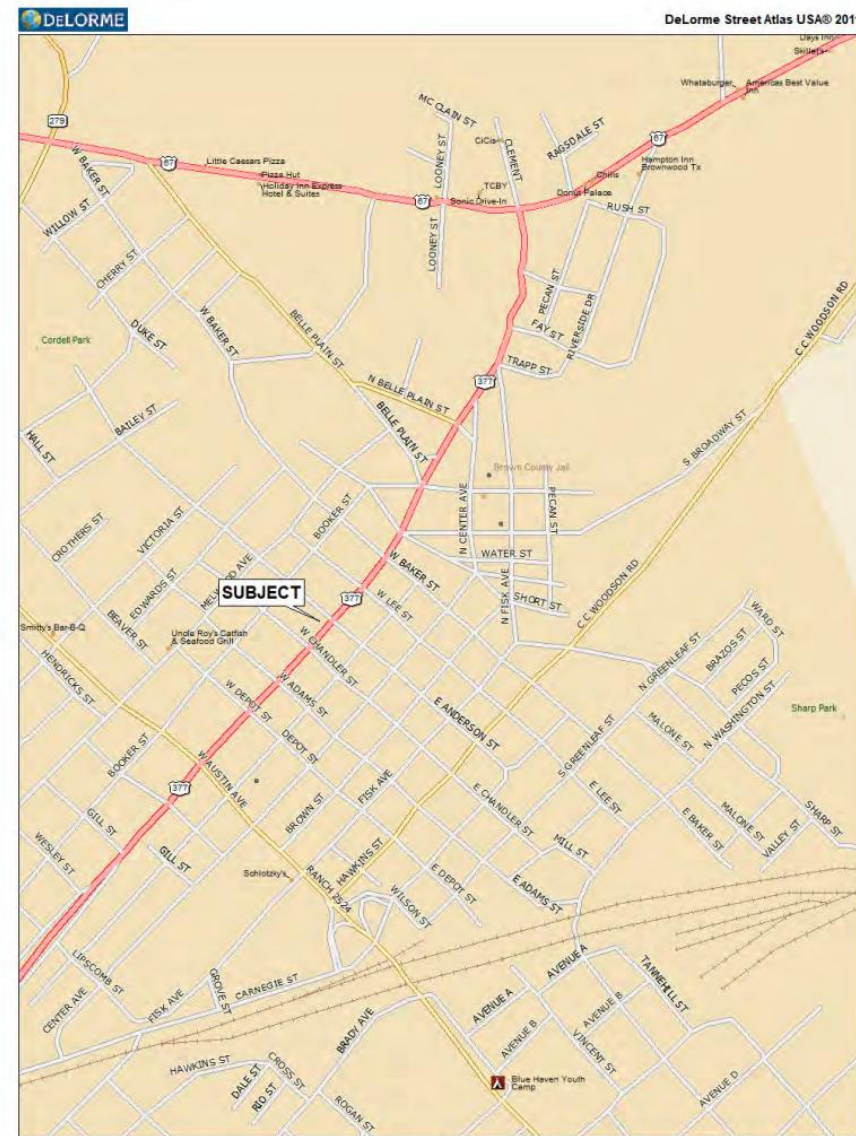 DELORME
DeLorme Street Atlas USA® 201
Days Inn
Skillets
Whataburger
Americas Best Value
Inn
279
MC CLAIN ST
CiCis
CLEMENT
RAGSDALE ST
67
W BAKER ST
67
Little Caesars Pizza
Pizza Hut
Holiday Inn Express
Hotel & Suites
LOONEY ST
TCBY
Sonic Drive-In
67
Chilis
Donut Palace
Hampton Inn
Brownwood Tx
RUSH ST
WILLOW ST
CHERRY ST
LOONEY ST
PECAN ST
RIVERSIDE DR
C C WOODSON RD
DUKE ST
W BAKER ST
BELLE PLAIN ST
FAY ST
Cordell Park
TRAPP ST
377
N BELLE PLAIN ST
BELLE PLAIN ST
BAILEY ST
HALL ST
S BROADWAY ST
Brown County Jail
N CENTER AVE
PECAN ST
BOOKER ST
VICTORIA ST
CROTHERS ST
WATER ST
W BAKER ST
EDWARDS ST
SUBJECT
377
W LEE ST
N FISK AVE
SHORT ST
C C WOODSON RD
BEAVER ST
Smitty's Bar-B-Q
Uncle Roy's Catfish
& Seafood Grill
W CHANDLER ST
WARD ST
BRAZOS ST
N GREENLEAF ST
PECOS ST
HENDRICKS ST
W ADAMS ST
W DEPOT ST
E ANDERSON ST
N WASHINGTON ST
MALONE ST
Sharp Park
DEPOT ST
S GREENLEAF ST
BOOKER ST
W AUSTIN AVE
377
FISK AVE
BROWN ST
E CHANDLER ST
E LEE ST
E BAKER ST
MALONE ST
SHARP ST
VALLEY ST
GILL ST
WESLEY ST
GILL ST
MILL ST
HAWKINS ST
E DEPOT ST
Schlotzky's
RANCH 2524
WILSON ST
E ADAMS ST
LIPSCOMB ST
AVENUE A
TANNEHILL ST
GROVE ST
CARNEGIE ST
CENTER AVE
FISK AVE
AVENUE A
AVENUE B
AVENUE B
BRADY AVE
VINCENT ST
HAWKINS ST
CROSS ST
DALE ST
RIO ST
Blue Haven Youth
Camp
AVENUE D
ROGAN ST